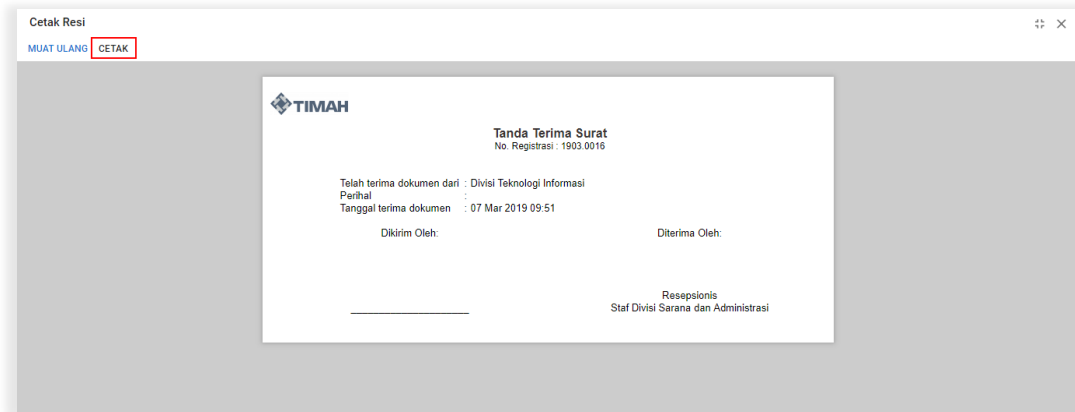 Cetak Resi
MUAT ULANG CETAK
TIMAH
Tanda Terima Surat
No. Registrasi : 1903.0016
Telah terima dokumen dari : Divisi Teknologi Informasi
Perihal :
Tanggal terima dokumen : 07 Mar 2019 09:51
Dikirim Oleh: Diterima Oleh:
Resepsionis
Staf Divisi Sarana dan Administrasi